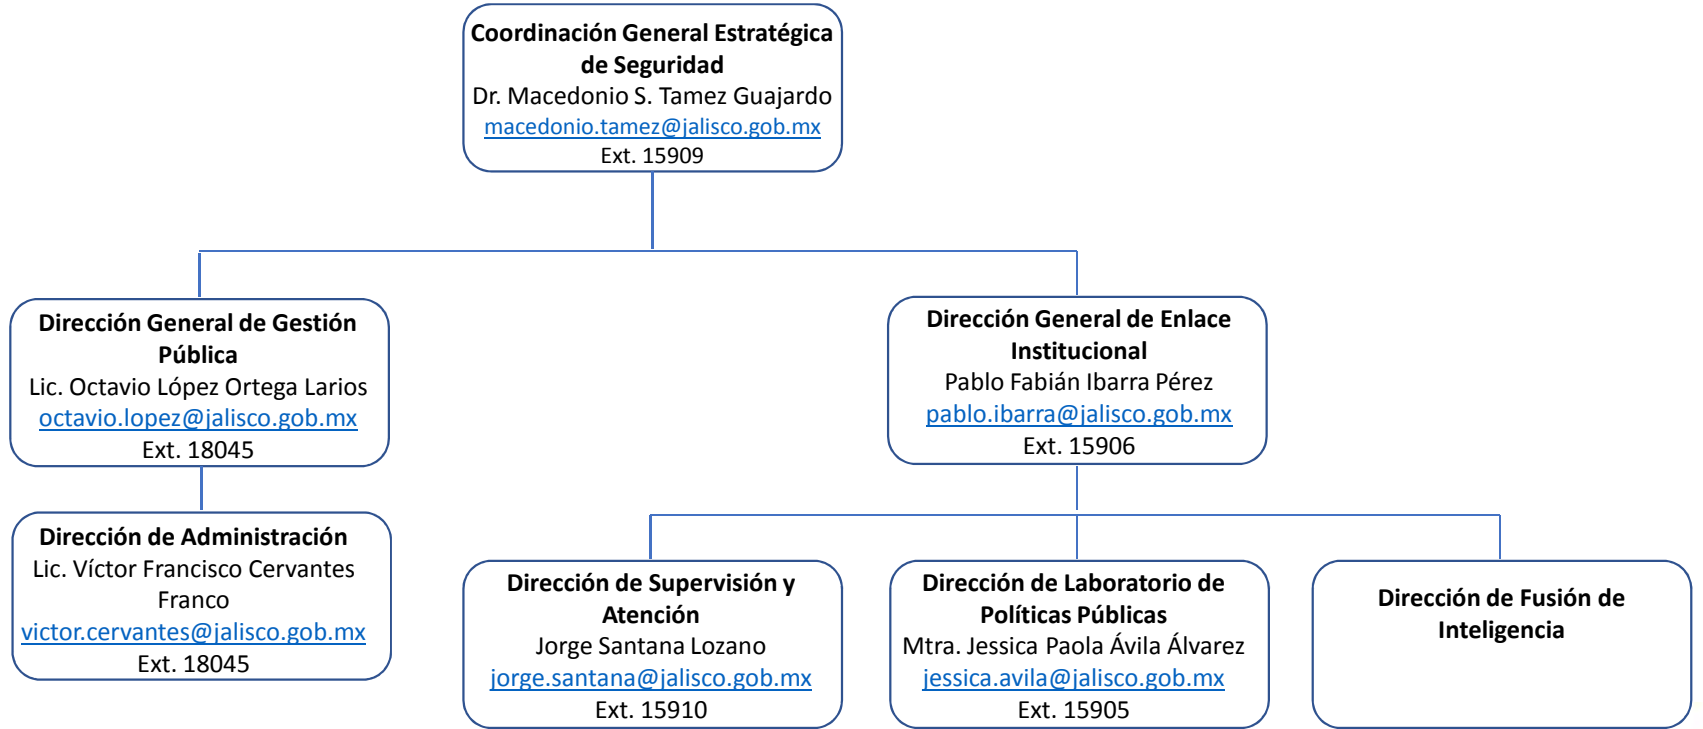 Coordinación General Estratégica
de Seguridad
Dr. Macedonio S. Tamez Guajardo
macedonio.tamez@jalisco.gob.mx
Ext. 15909
Dirección General de Gestión
Pública
Lic. Octavio López Ortega Larios
octavio.lopez@jalisco.gob.mx
Ext. 18045
Dirección General de Enlace
Institucional
Pablo Fabián Ibarra Pérez
pablo.ibarra@jalisco.gob.mx
Ext. 15906
Dirección de Administración
Lic. Víctor Francisco Cervantes
Franco
victor.cervantes@jalisco.gob.mx
Ext. 18045
Dirección de Supervisión y
Atención
Jorge Santana Lozano
jorge.santana@jalisco.gob.mx
Ext. 15910
Dirección de Laboratorio de
Políticas Públicas
Mtra. Jessica Paola Ávila Álvarez
jessica.avila@jalisco.gob.mx
Ext. 15905
Dirección de Fusión de
Inteligencia